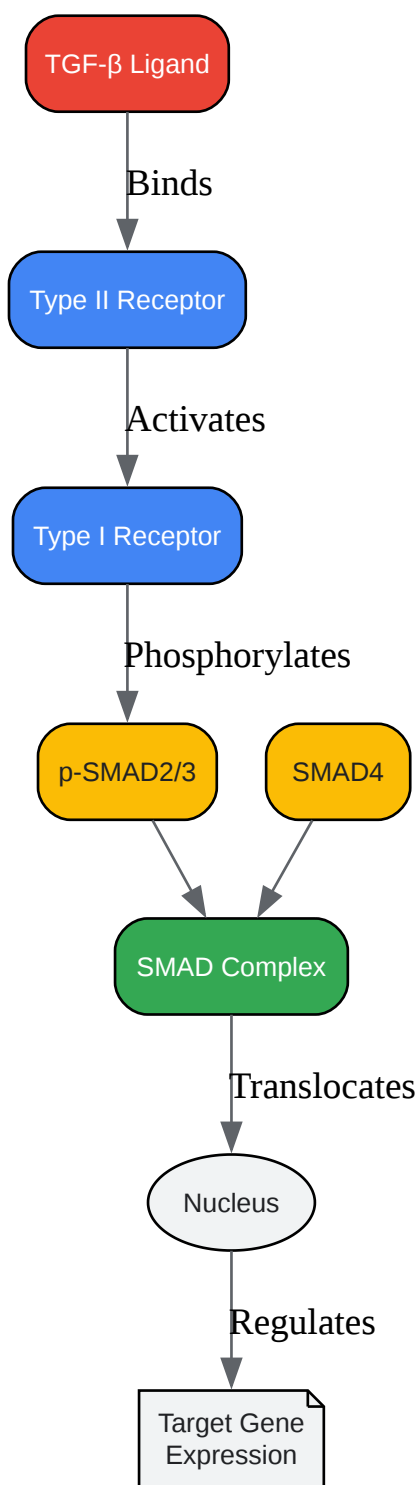 TGF-β Ligand
Binds
Type II Receptor
Activates
Type I Receptor
Phosphorylates
p-SMAD2/3
SMAD4
SMAD Complex
Translocates
Nucleus
Regulates
Target Gene
Expression